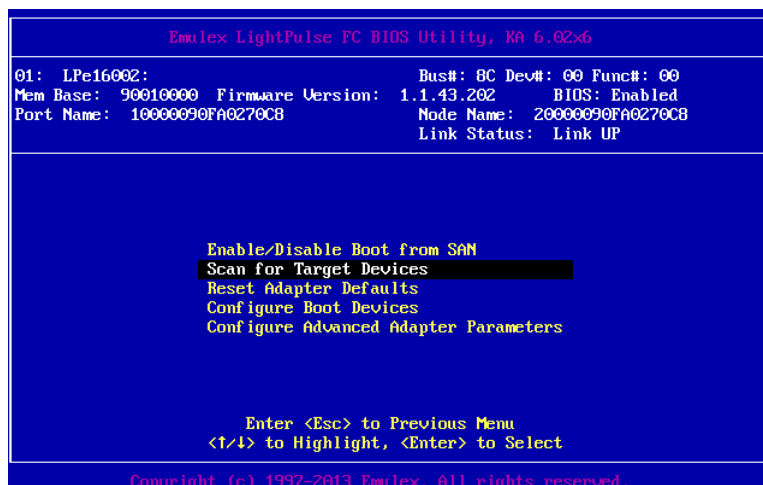 Emulex LightPulse FC BIOS Utility, KA 6.02x6
01: LPe16002: Bus#: 8C Dev#: 00 Func#: 00
Mem Base: 90010000 Firmware Version: 1.1.43.202 BIOS: Enabled
Port Name: 10000090FA0270C8 Node Name: 20000090FA0270C8
Link Status: Link UP
Enable/Disable Boot from SAN
Scan for Target Devices
Reset Adapter Defaults
Configure Boot Devices
Configure Advanced Adapter Parameters
Enter <Esc> to Previous Menu
<↑/↓> to Highlight, <Enter> to Select
Copyright (c) 1997-2013 Emulex. All rights reserved.